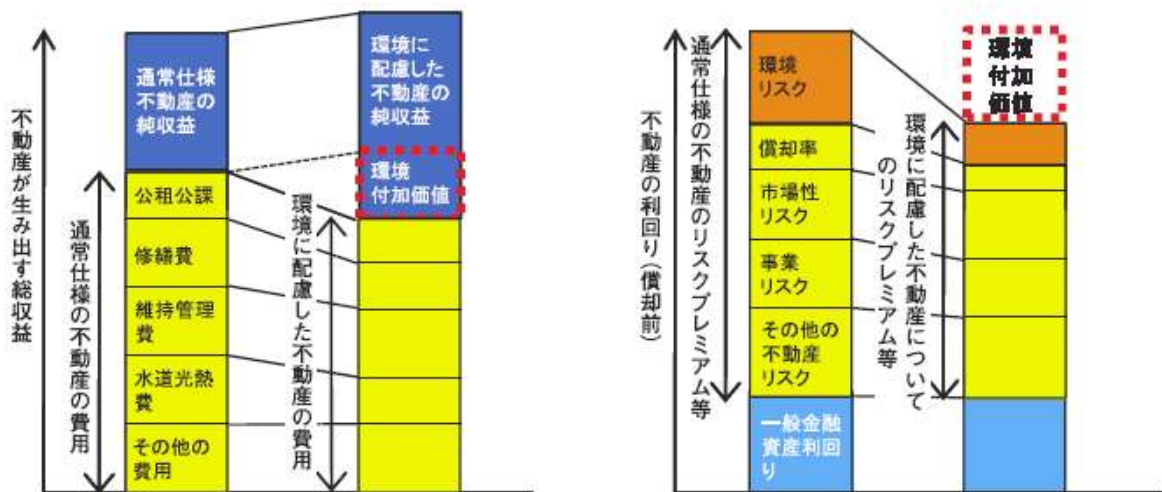 不動産が生み出す総収益
通常仕様の不動産の費用
通常仕様
不動産の
純収益
公租公課
修繕費
維持管理
費
水道光熱
費
その他の
費用
環境に配慮した不動産の費用
環境に
配慮した
不動産の
純収益
環境
付加価値
不動産の利回り(償却前)
通常仕様の不動産のリスクプレミアム等
環境
リスク
償却率
市場性
リスク
事業
リスク
その他の
不動産
リスク
一般金融
資産利回
り
環境に配慮した不動産について
のリスクプレミアム等
環境
付加
価値